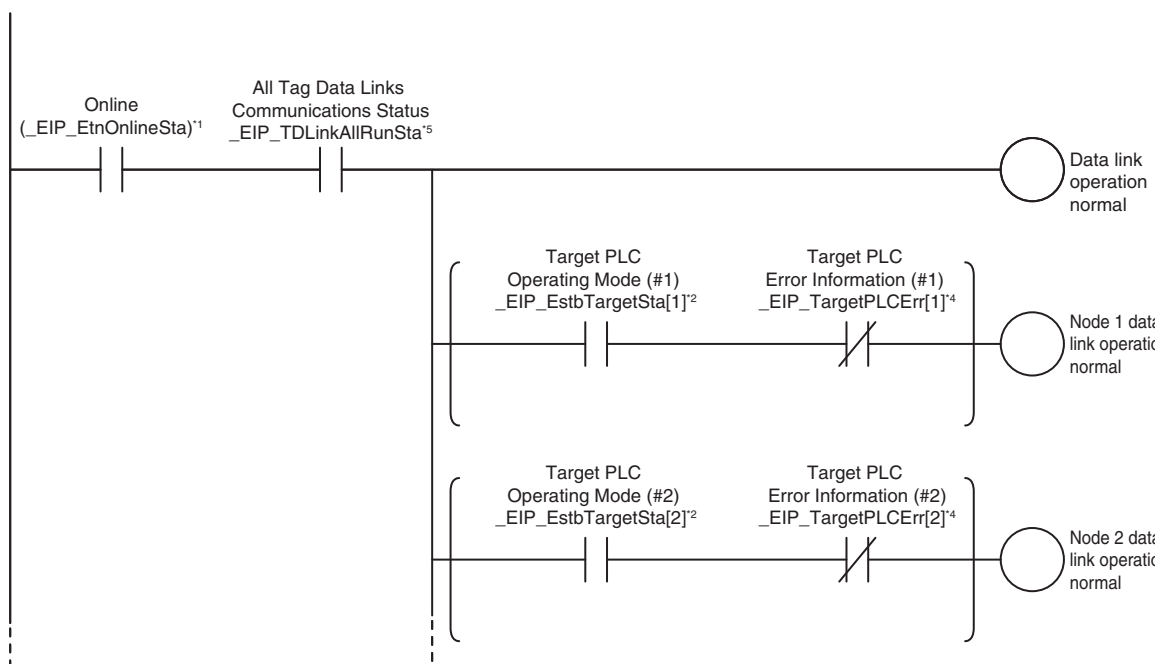 Online
(_EIP_EtnOnlineSta)*1
All Tag Data Links
Communications Status
_EIP_TDLinkAllRunSta*5
Data link
operation
normal
Target PLC
Operating Mode (#1)
_EIP_EstbTargetSta[1]*2
Target PLC
Error Information (#1)
_EIP_TargetPLCErr[1]*4
Node 1 data
link operatio
normal
Target PLC
Operating Mode (#2)
_EIP_EstbTargetSta[2]*2
Target PLC
Error Information (#2)
_EIP_TargetPLCErr[2]*4
Node 2 data
link operatio
normal